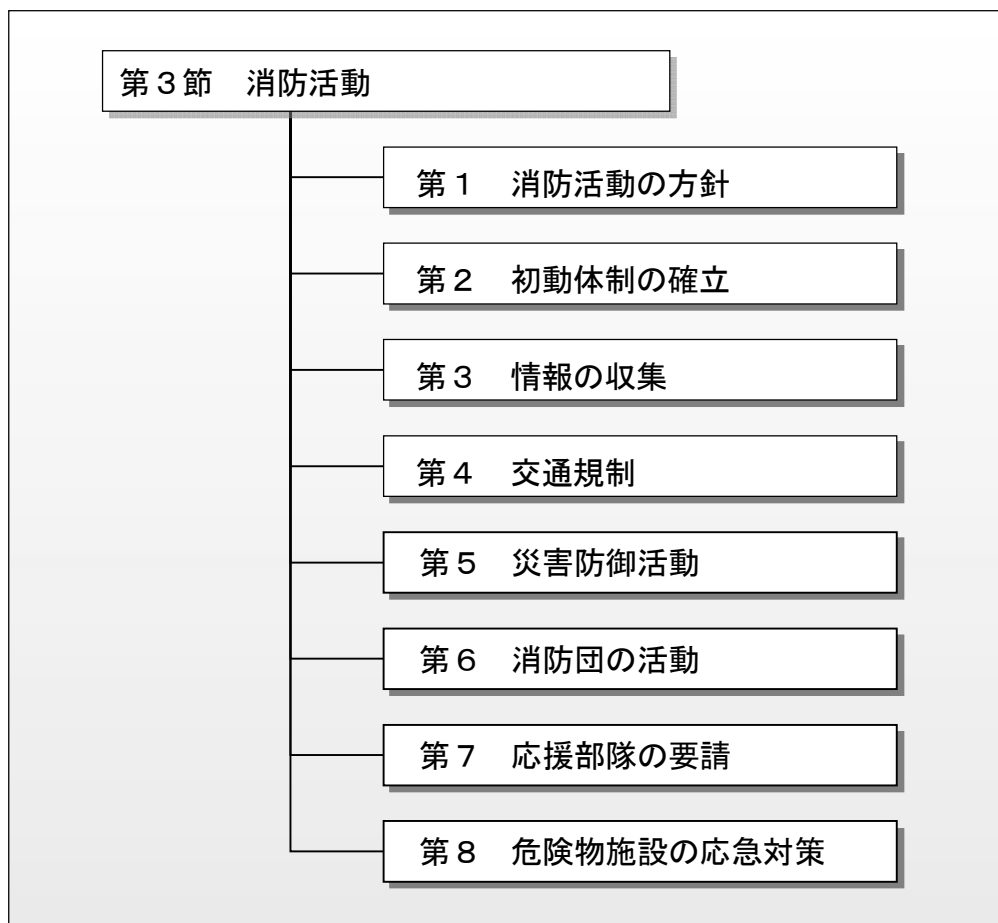 第３節　消防活動
第１　消防活動の方針
第２　初動体制の確立
第３　情報の収集
第４　交通規制
第５　災害防御活動
第６　消防団の活動
第７　応援部隊の要請
第８　危険物施設の応急対策